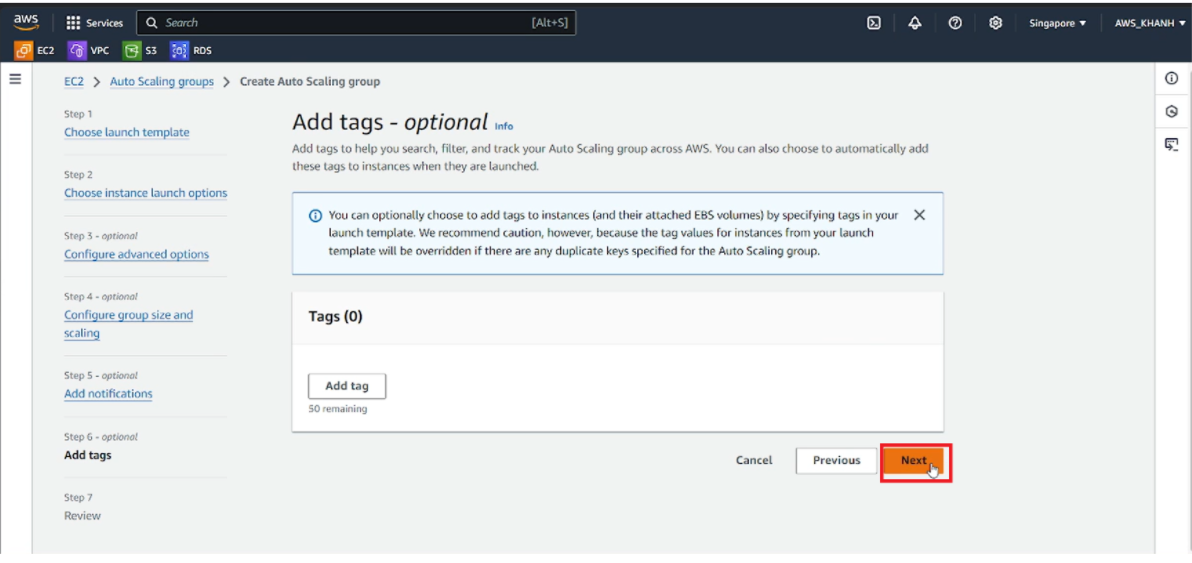 aws
Services
Search
[Alt+S]
Singapore
AWS_KHANH
EC2
VPC
S3
RDS
EC2 > Auto Scaling groups > Create Auto Scaling group
Step 1
Choose launch template
Step 2
Choose instance launch options
Step 3 - optional
Configure advanced options
Step 4 - optional
Configure group size and
scaling
Step 5 - optional
Add notifications
Step 6 - optional
Add tags
Step 7
Review
Add tags - optional Info
Add tags to help you search, filter, and track your Auto Scaling group across AWS. You can also choose to automatically add
these tags to instances when they are launched.
You can optionally choose to add tags to instances (and their attached EBS volumes) by specifying tags in your
launch template. We recommend caution, however, because the tag values for instances from your launch
template will be overridden if there are any duplicate keys specified for the Auto Scaling group.
Tags (0)
Add tag
50 remaining
Cancel
Previous
Next